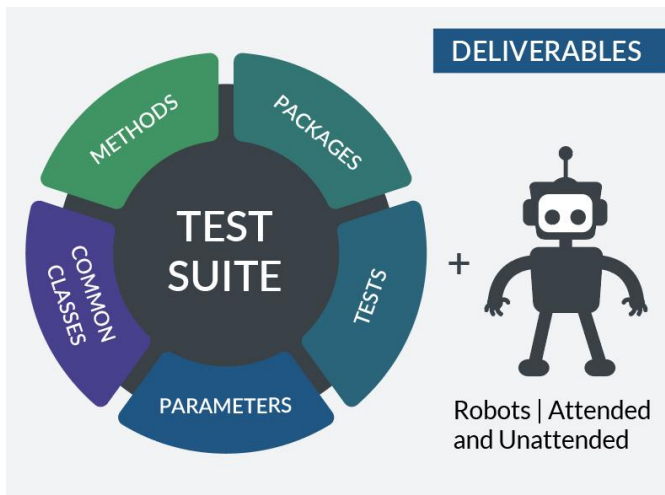 DELIVERABLES
METHODS
PACKAGES
TEST
SUITE
COMMON
CLASSES
TESTS
PARAMETERS
+
Robots | Attended
and Unattended